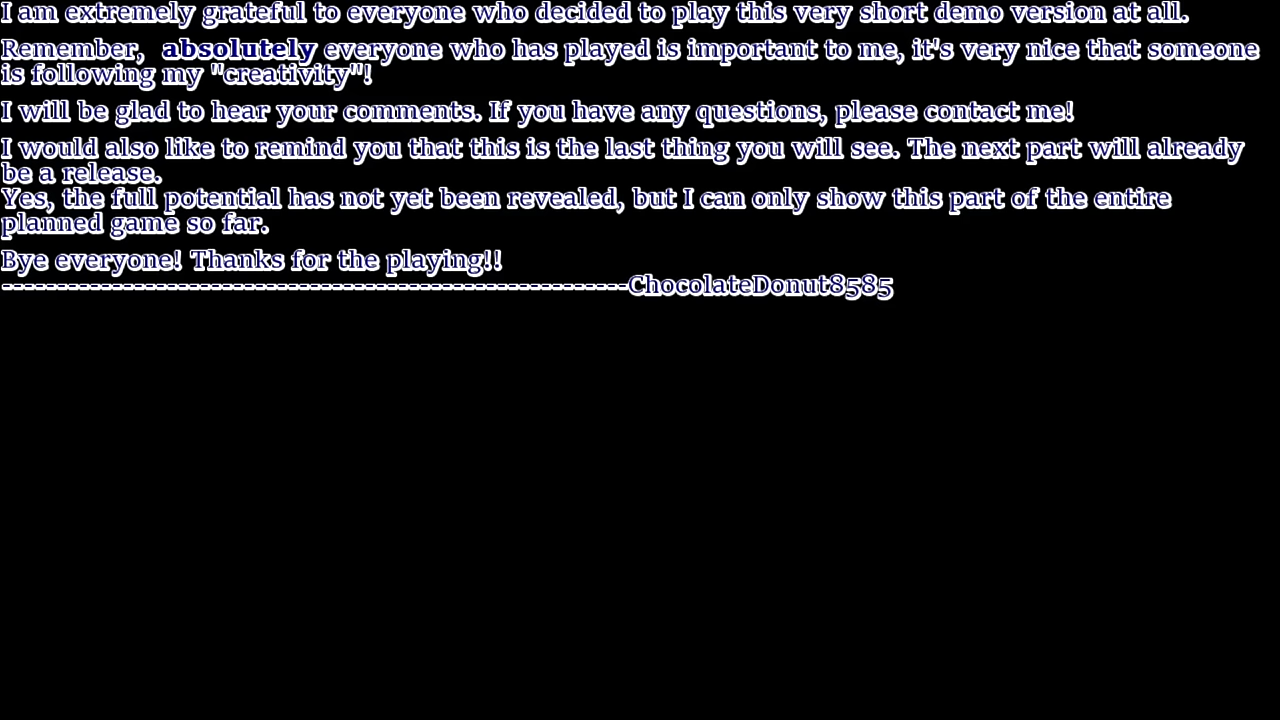 I am extremely grateful to everyone who decided to play this very short demo version at all.
Remember,  absolutely everyone who has played is important to me, it's very nice that someone
is following my "creativity"!
I will be glad to hear your comments. If you have any questions, please contact me!
I would also like to remind you that this is the last thing you will see. The next part will already
be a release.
Yes, the full potential has not yet been revealed, but I can only show this part of the entire
planned game so far.
Bye everyone! Thanks for the playing!!
---------------------------------------------------------ChocolateDonut8585